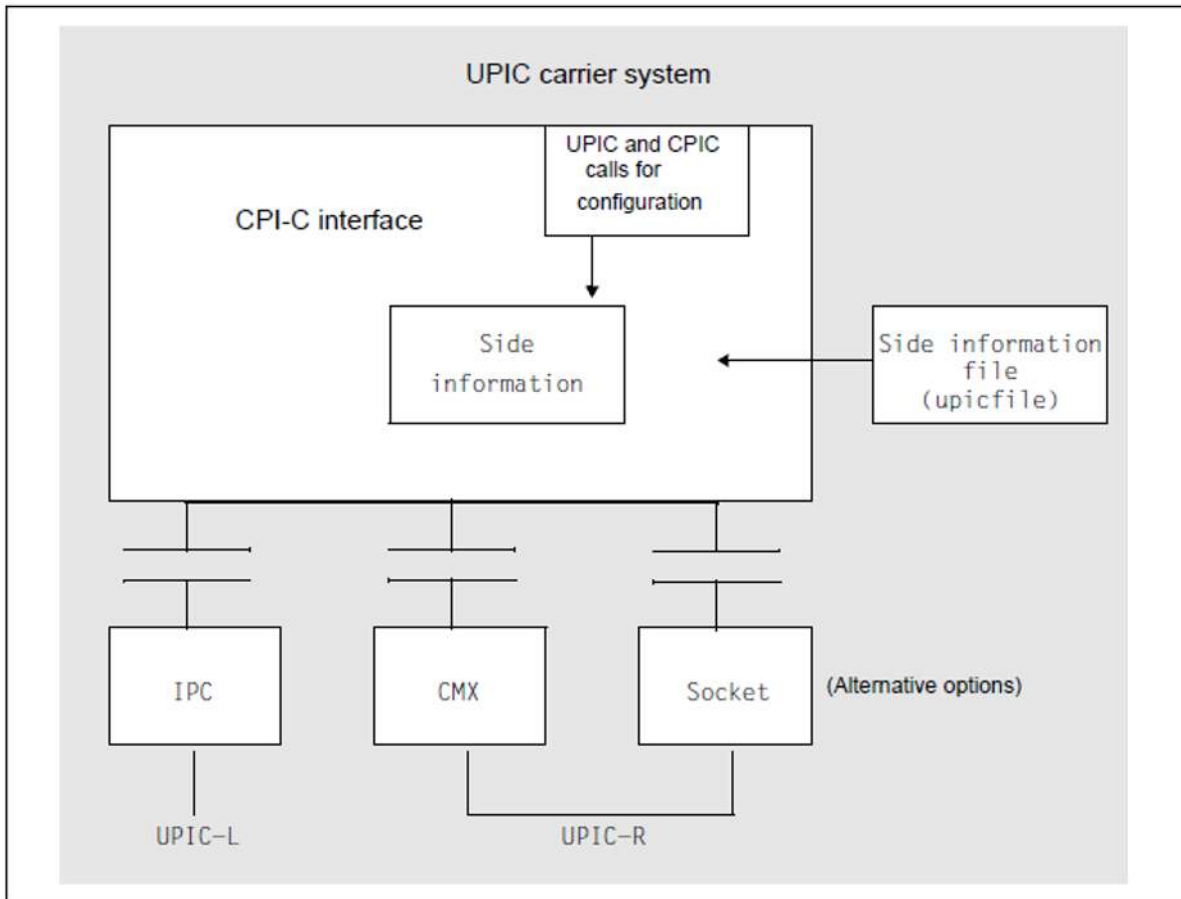 UPIC carrier system
UPIC and CPIC
calls for
configuration
CPI-C interface
Side
information
Side information
file
(upicfile)
IPC
CMX
Socket
(Alternative options)
UPIC-L
UPIC-R